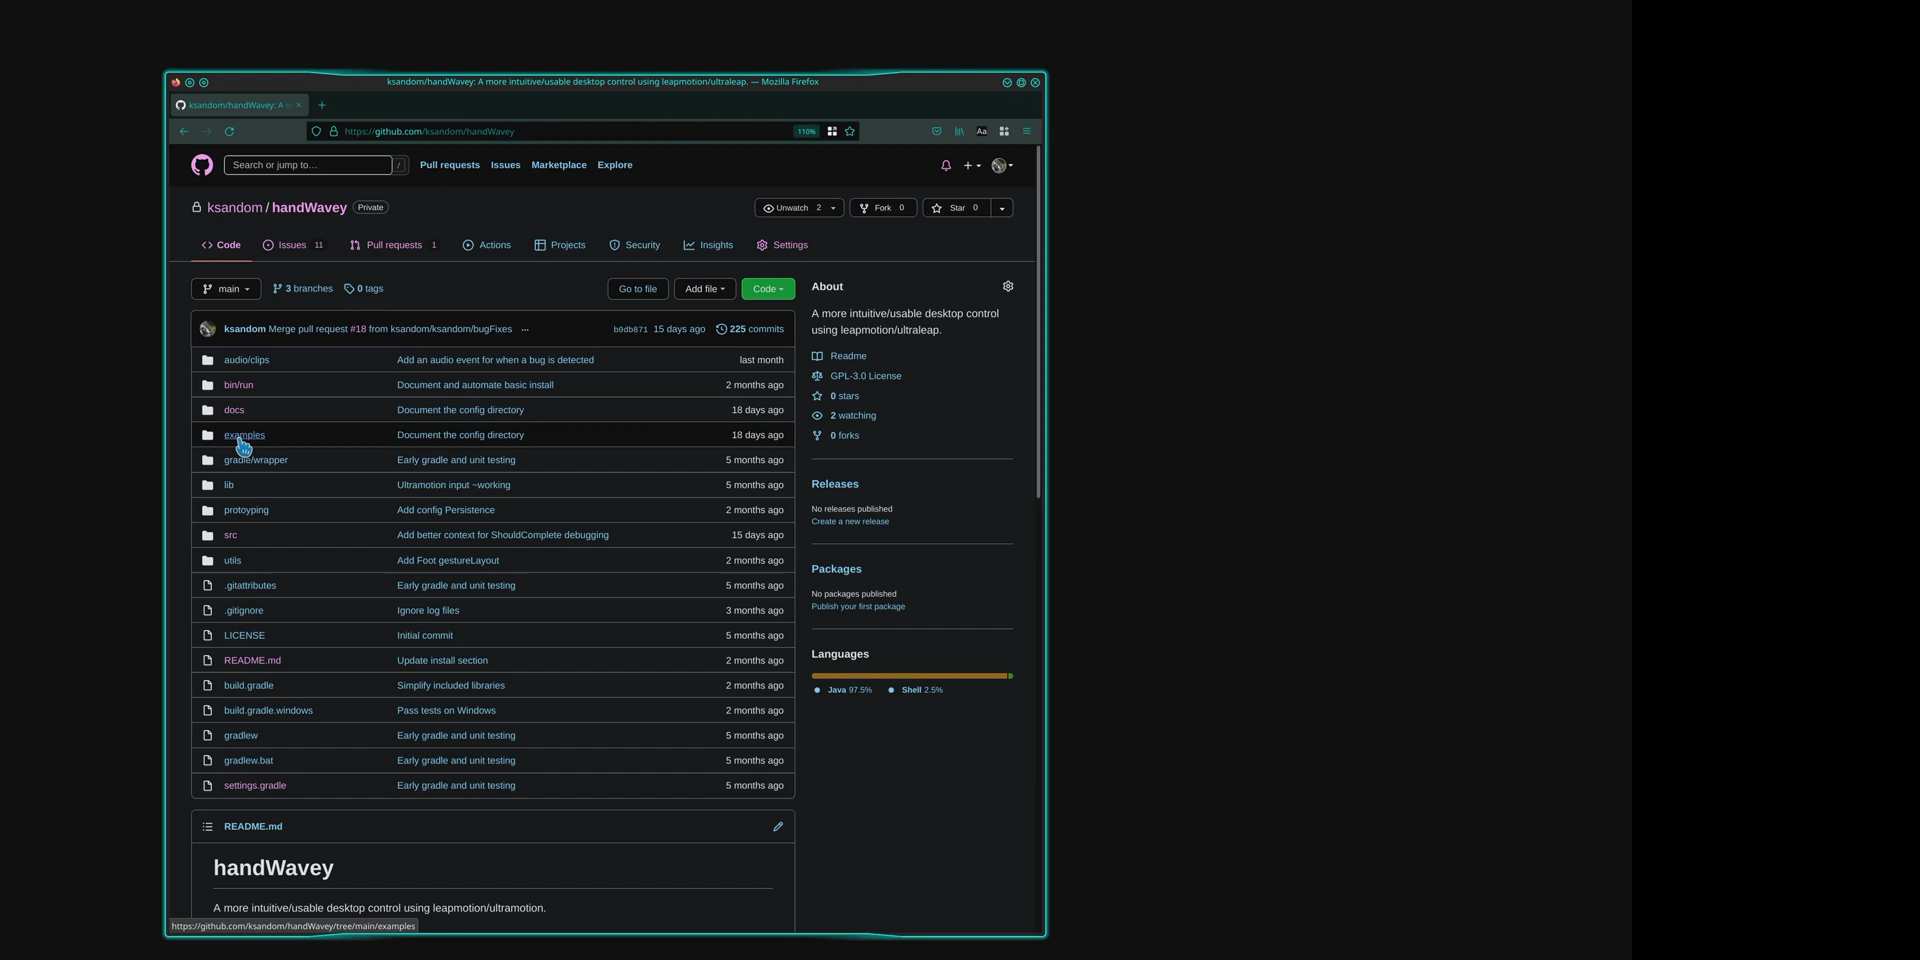 ksandom/handWavey: A more intuitive/usable desktop control using leapmotion/ultraleap. — Mozilla Firefox
ksandom/handWavey: A m
https://github.com/ksandom/handWavey 110% Aa
Search or jump to... / Pull requests Issues Marketplace Explore
ksandom / handWavey Private Unwatch 2 Fork 0 Star 0
Code Issues 11 Pull requests 1 Actions Projects Security Insights Settings
main 3 branches 0 tags Go to file Add file Code
ksandom Merge pull request #18 from ksandom/ksandom/bugFixes ... b0db871 15 days ago 225 commits
audio/clips Add an audio event for when a bug is detected last month
bin/run Document and automate basic install 2 months ago
docs Document the config directory 18 days ago
examples Document the config directory 18 days ago
gradle/wrapper Early gradle and unit testing 5 months ago
lib Ultramotion input ~working 5 months ago
protoyping Add config Persistence 2 months ago
src Add better context for ShouldComplete debugging 15 days ago
utils Add Foot gestureLayout 2 months ago
.gitattributes Early gradle and unit testing 5 months ago
.gitignore Ignore log files 3 months ago
LICENSE Initial commit 5 months ago
README.md Update install section 2 months ago
build.gradle Simplify included libraries 2 months ago
build.gradle.windows Pass tests on Windows 2 months ago
gradlew Early gradle and unit testing 5 months ago
gradlew.bat Early gradle and unit testing 5 months ago
settings.gradle Early gradle and unit testing 5 months ago
About
A more intuitive/usable desktop control
using leapmotion/ultraleap.
Readme
GPL-3.0 License
0 stars
2 watching
0 forks
Releases
No releases published
Create a new release
Packages
No packages published
Publish your first package
Languages
Java 97.5% Shell 2.5%
README.md
handWavey
A more intuitive/usable desktop control using leapmotion/ultramotion.
https://github.com/ksandom/handWavey/tree/main/examples